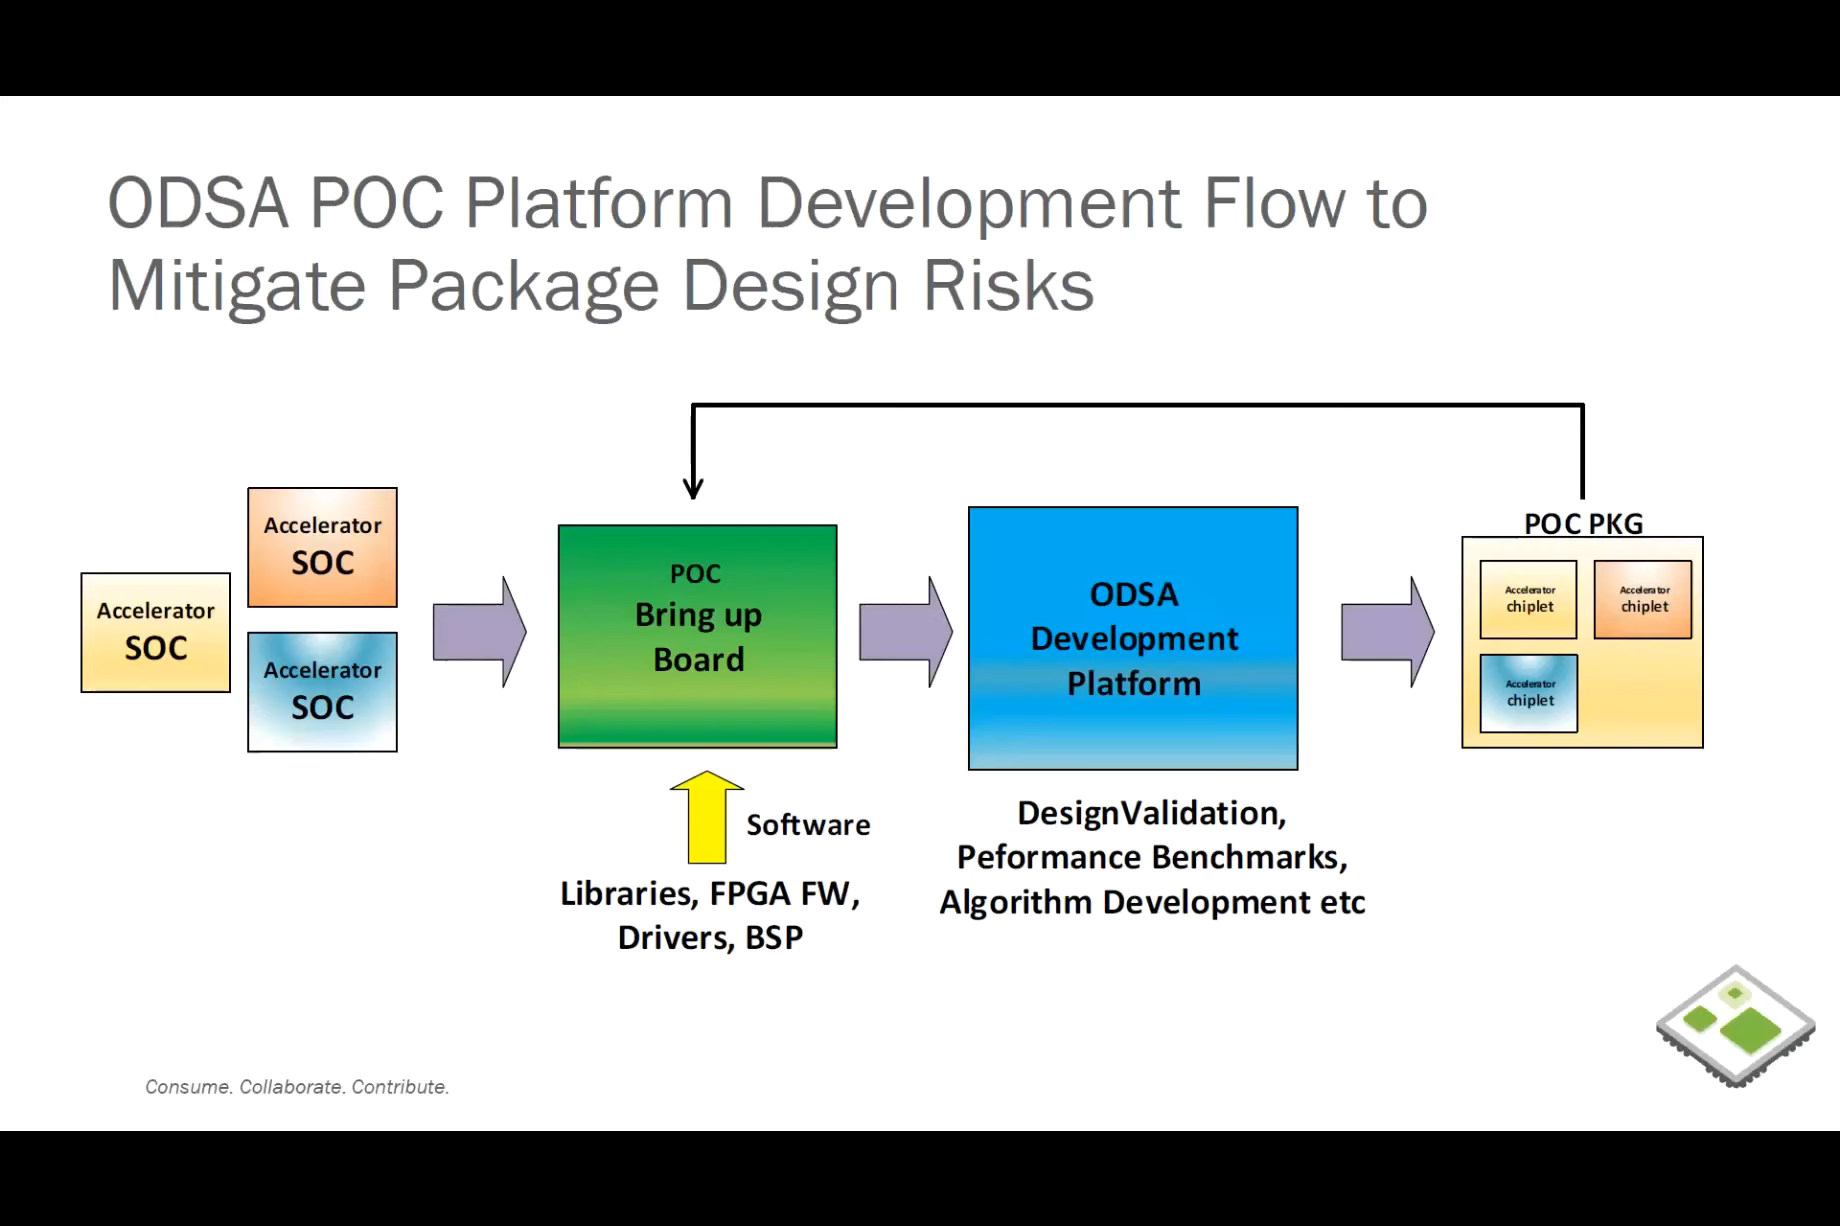 ODSA POC Platform Development Flow to
Mitigate Package Design Risks
Accelerator
SOC
Accelerator
SOC
Accelerator
SOC
POC
Bring up
Board
Software
Libraries, FPGA FW,
Drivers, BSP
ODSA
Development
Platform
DesignValidation,
Peformance Benchmarks,
Algorithm Development etc
POC PKG
Accelerator
chiplet
Accelerator
chiplet
Accelerator
chiplet
Consume. Collaborate. Contribute.